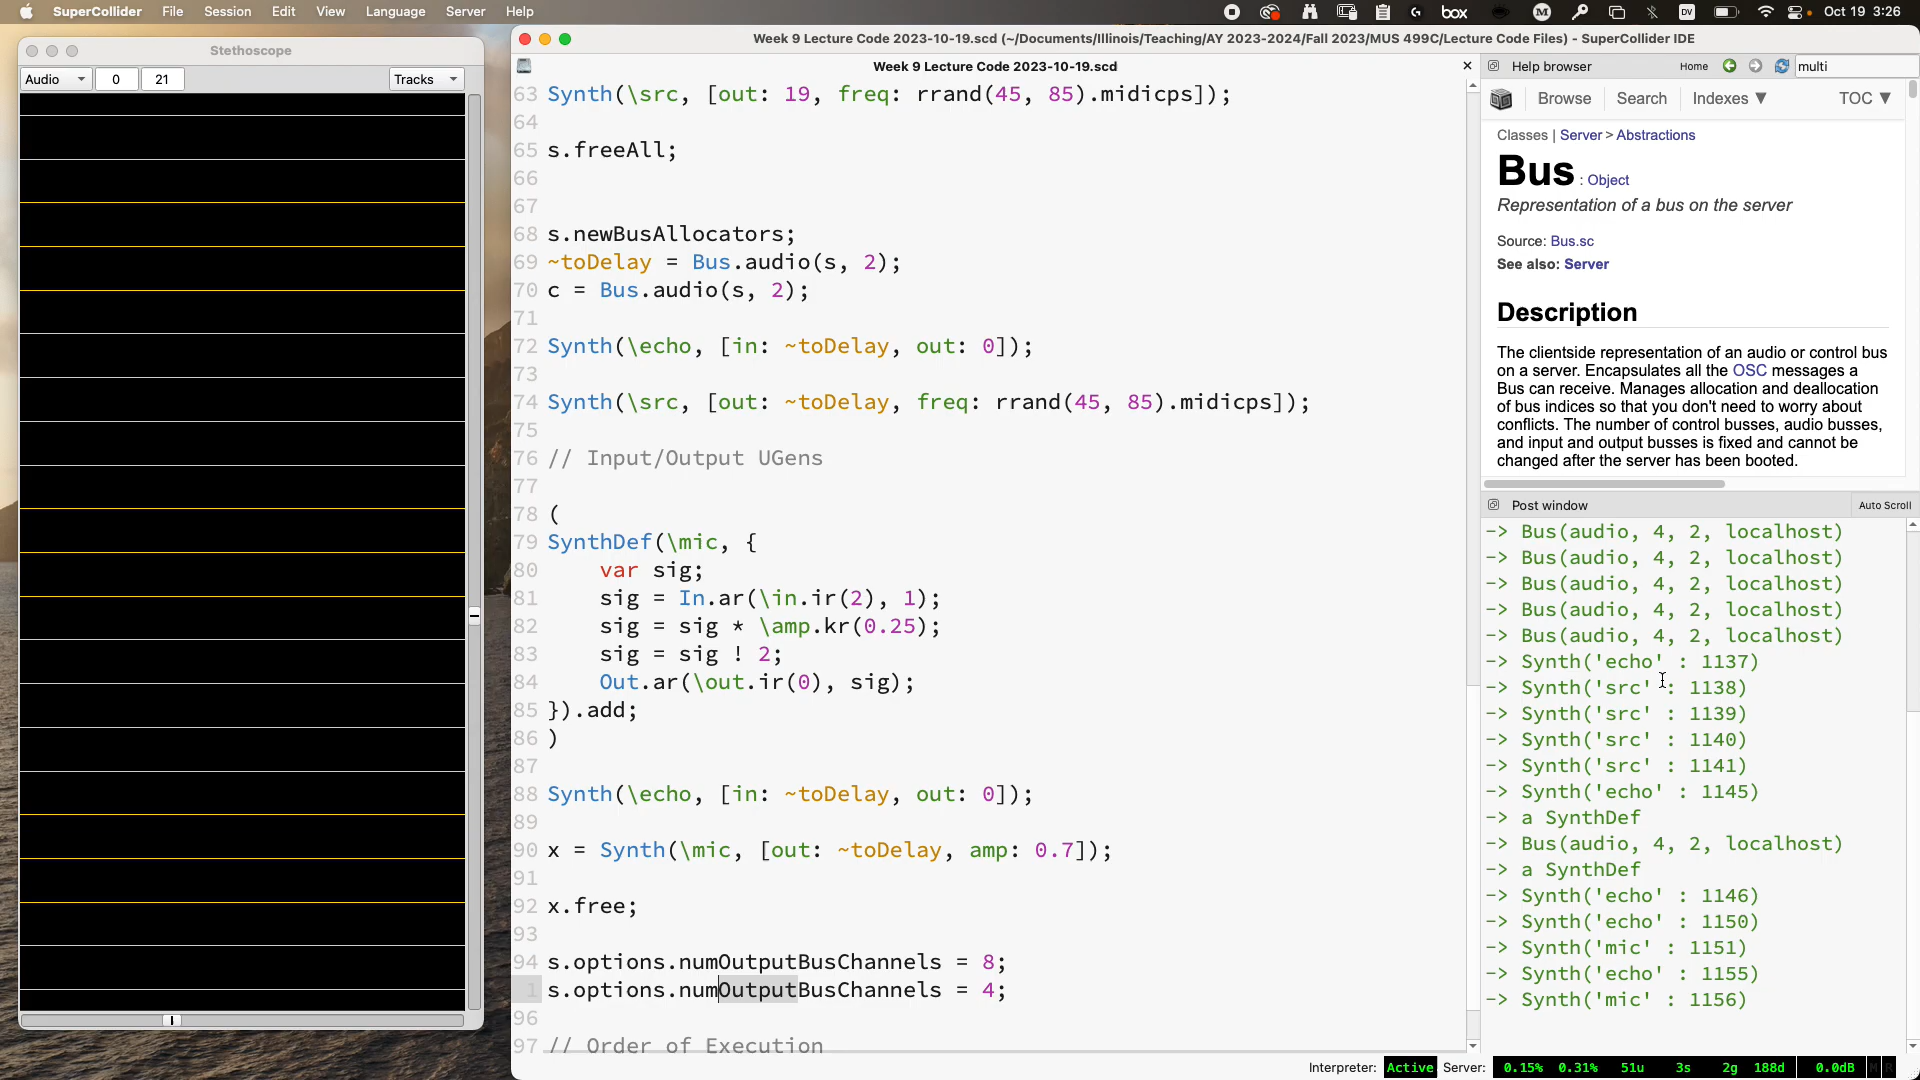 SuperCollider File Session Edit View Language Server Help
box
DV
Oct 19 3:26
Stethoscope
Audio 0 21 Tracks
Week 9 Lecture Code 2023-10-19.scd (~/Documents/Illinois/Teaching/AY 2023-2024/Fall 2023/MUS 499C/Lecture Code Files) - SuperCollider IDE
Week 9 Lecture Code 2023-10-19.scd
63 Synth(\src, [out: 19, freq: rrand(45, 85).midicps]);
64
65 s.freeAll;
66
67
68 s.newBusAllocators;
69 ~toDelay = Bus.audio(s, 2);
70 c = Bus.audio(s, 2);
71
72 Synth(\echo, [in: ~toDelay, out: 0]);
73
74 Synth(\src, [out: ~toDelay, freq: rrand(45, 85).midicps]);
75
76 // Input/Output UGens
77
78 (
79 SynthDef(\mic, {
80 var sig;
81 sig = In.ar(\in.ir(2), 1);
82 sig = sig * \amp.kr(0.25);
83 sig = sig ! 2;
84 Out.ar(\out.ir(0), sig);
85 }).add;
86 )
87
88 Synth(\echo, [in: ~toDelay, out: 0]);
89
90 x = Synth(\mic, [out: ~toDelay, amp: 0.7]);
91
92 x.free;
93
94 s.options.numOutputBusChannels = 8;
1 s.options.numOutputBusChannels = 4;
96
97 // Order of Execution
Help browser Home multi
Browse Search Indexes ▼ TOC ▼
Classes | Server > Abstractions
Bus : Object
Representation of a bus on the server
Source: Bus.sc
See also: Server
Description
The clientside representation of an audio or control bus
on a server. Encapsulates all the OSC messages a
Bus can receive. Manages allocation and deallocation
of bus indices so that you don't need to worry about
conflicts. The number of control busses, audio busses,
and input and output busses is fixed and cannot be
changed after the server has been booted.
Post window Auto Scroll
-> Bus(audio, 4, 2, localhost)
-> Bus(audio, 4, 2, localhost)
-> Bus(audio, 4, 2, localhost)
-> Bus(audio, 4, 2, localhost)
-> Bus(audio, 4, 2, localhost)
-> Synth('echo' : 1137)
-> Synth('src' : 1138)
-> Synth('src' : 1139)
-> Synth('src' : 1140)
-> Synth('src' : 1141)
-> Synth('echo' : 1145)
-> a SynthDef
-> Bus(audio, 4, 2, localhost)
-> a SynthDef
-> Synth('echo' : 1146)
-> Synth('echo' : 1150)
-> Synth('mic' : 1151)
-> Synth('echo' : 1155)
-> Synth('mic' : 1156)
Interpreter: Active Server: 0.15% 0.31% 51u 3s 2g 188d 0.0dB M R